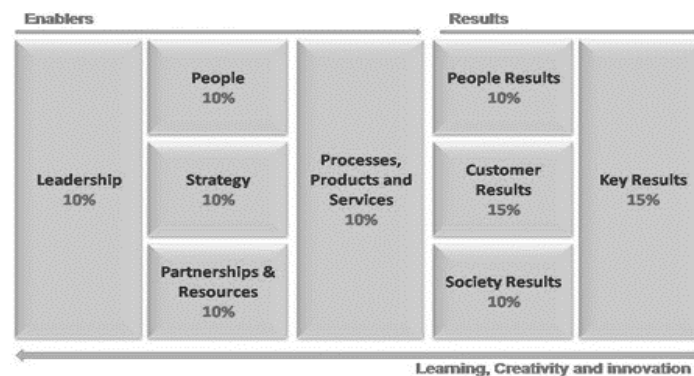 Enablers
Results
Leadership
10%
People
10%
Strategy
10%
Partnerships &
Resources
10%
Processes,
Products and
Services
10%
People Results
10%
Customer
Results
15%
Society Results
10%
Key Results
15%
Learning, Creativity and innovation